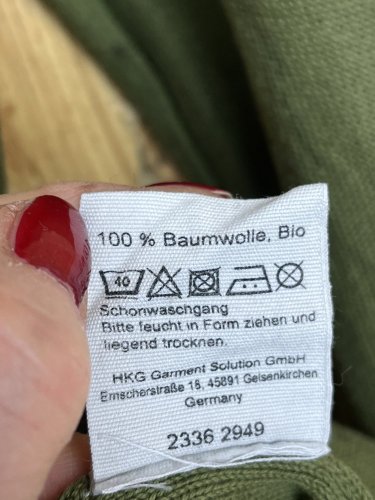 100 % Baumwolle, Bio
40
Schonwaschgang
Bitte feucht in Form ziehen und
liegend trocknen.
HKG Garment Solution GmbH
Emscherstraße 16, 45891 Gelsenkirchen
Germany
2336 2949